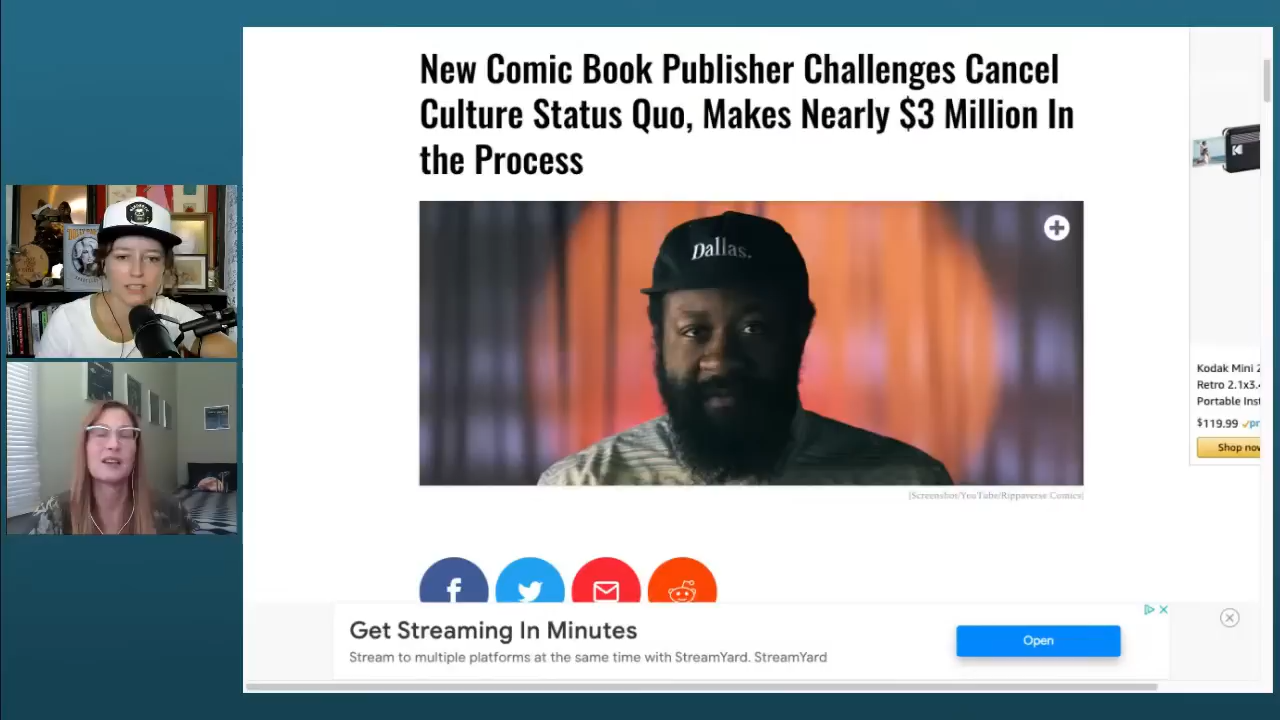 New Comic Book Publisher Challenges Cancel
Culture Status Quo, Makes Nearly $3 Million In
the Process
Dallas.
[Screenshot/YouTube/Rippaverse Comics]
Kodak Mini 2
Retro 2.1x3.4
Portable Inst
$119.99 pr
Shop now
Get Streaming In Minutes
Stream to multiple platforms at the same time with StreamYard. StreamYard
Open